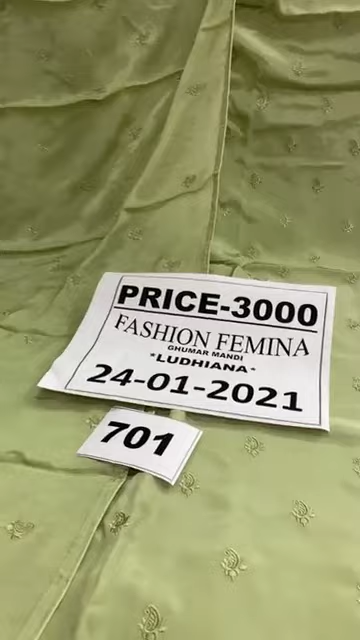 PRICE-3000
FASHION FEMINA
GHUMAR MANDI
*LUDHIANA*
24-01-2021
701